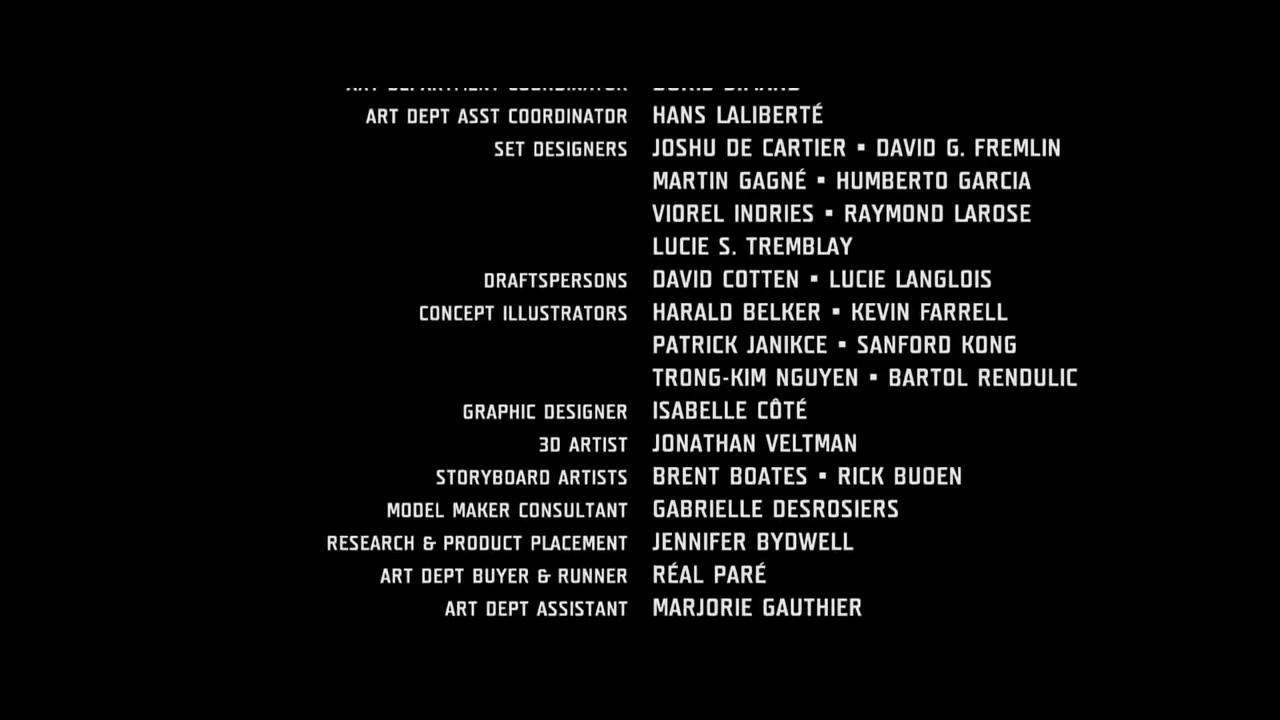 ART DEPARTMENT COORDINATOR
ART DEPT ASST COORDINATOR HANS LALIBERTÉ
SET DESIGNERS JOSHU DE CARTIER ▪ DAVID G. FREMLIN
MARTIN GAGNÉ ▪ HUMBERTO GARCIA
VIOREL INDRIES ▪ RAYMOND LAROSE
LUCIE S. TREMBLAY
DRAFTSPERSONS DAVID COTTEN ▪ LUCIE LANGLOIS
CONCEPT ILLUSTRATORS HARALD BELKER ▪ KEVIN FARRELL
PATRICK JANIKCE ▪ SANFORD KONG
TRONG-KIM NGUYEN ▪ BARTOL RENDULIC
GRAPHIC DESIGNER ISABELLE CÔTÉ
3D ARTIST JONATHAN VELTMAN
STORYBOARD ARTISTS BRENT BOATES ▪ RICK BUOEN
MODEL MAKER CONSULTANT GABRIELLE DESROSIERS
RESEARCH & PRODUCT PLACEMENT JENNIFER BYDWELL
ART DEPT BUYER & RUNNER RÉAL PARÉ
ART DEPT ASSISTANT MARJORIE GAUTHIER